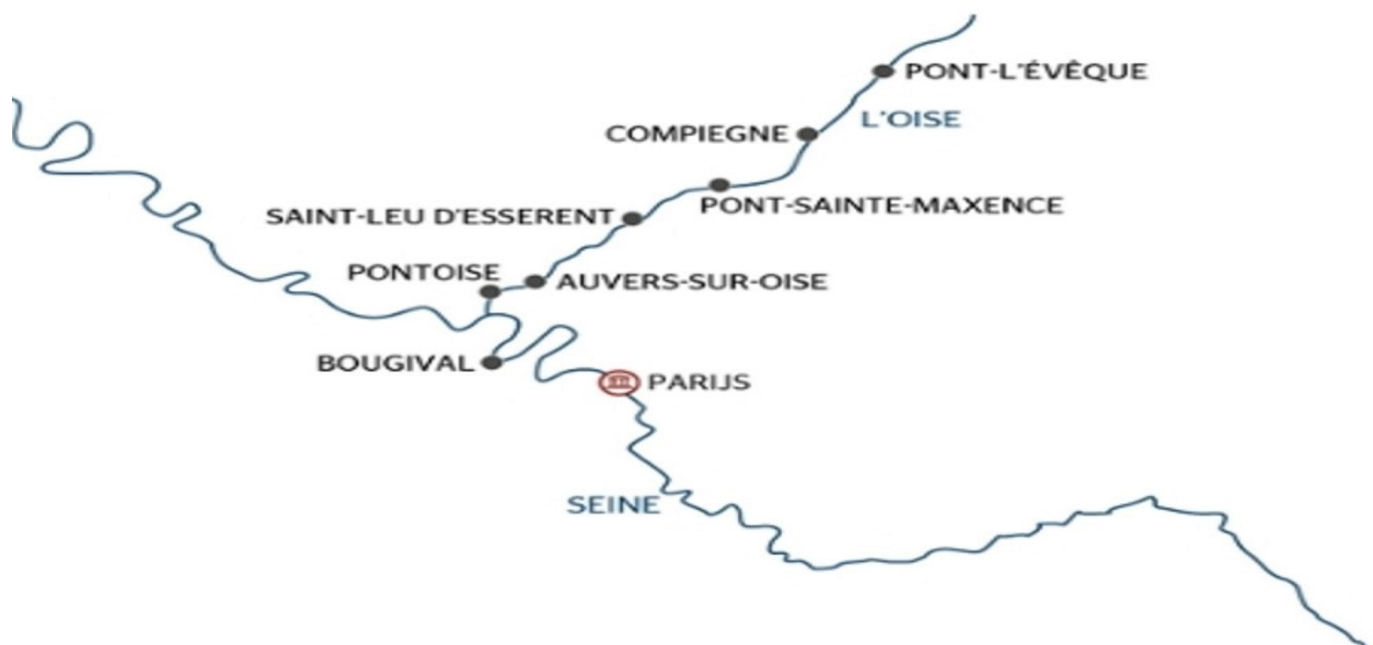 PONT-L'ÉVÊQUE
L'OISE
COMPIEGNE
PONT-SAINTE-MAXENCE
SAINT-LEU D'ESSERENT
PONTOISE
AUVERS-SUR-OISE
BOUGIVAL
PARIJS
SEINE